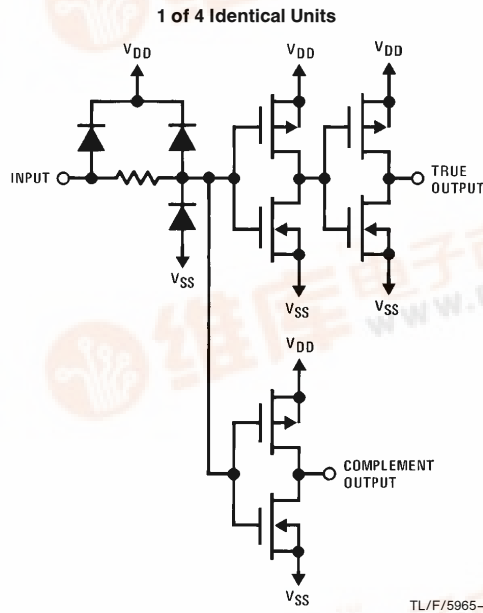 1 of 4 Identical Units
VDD
VDD
VDD
INPUT
TRUE
OUTPUT
VSS
VSS
VSS
VDD
COMPLEMENT
OUTPUT
VSS
TL/F/5965–